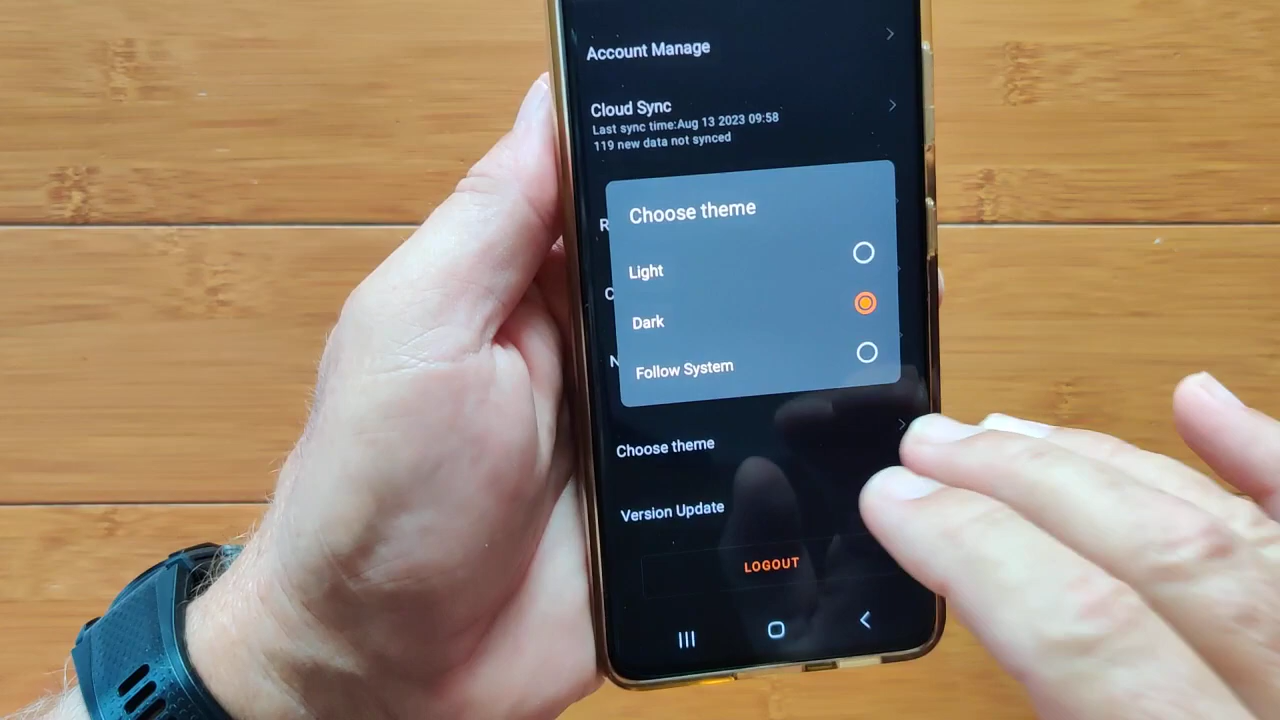 Account Manage
Cloud Sync
Last sync time:Aug 13 2023 09:58
119 new data not synced
Choose theme
Light
Dark
Follow System
Choose theme
Version Update
LOGOUT